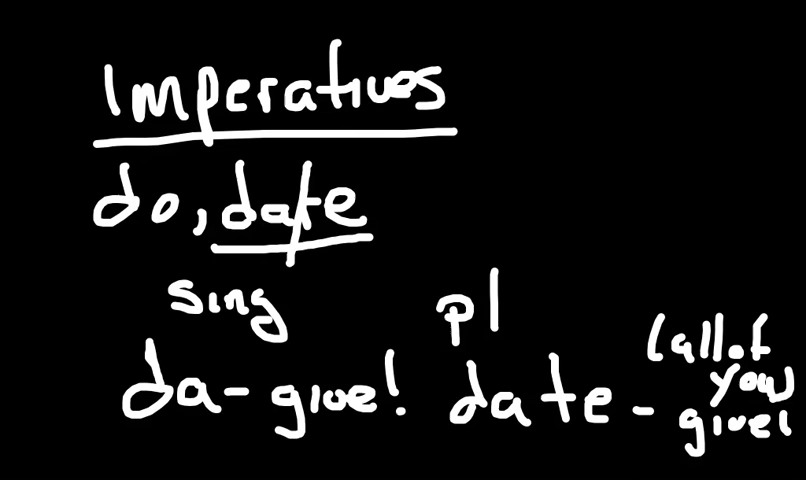 Imperatives
do, date
sing pl
da - give! date - (all of you) give!